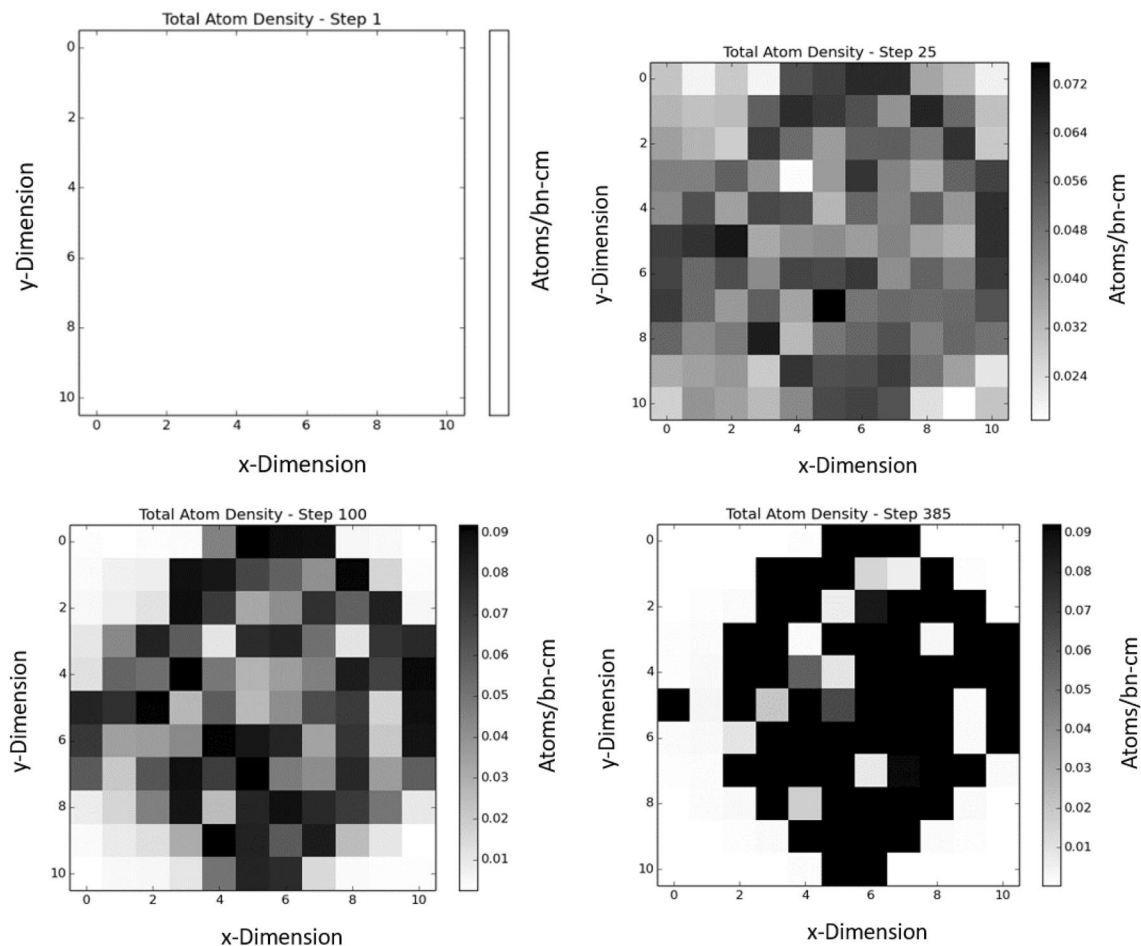 Total Atom Density - Step 1
0
2
4
6
8
10
0 2 4 6 8 10
y-Dimension
x-Dimension
Atoms/bn-cm
Total Atom Density - Step 25
0
2
4
6
8
10
0 2 4 6 8 10
y-Dimension
x-Dimension
0.072
0.064
0.056
0.048
0.040
0.032
0.024
Atoms/bn-cm
Total Atom Density - Step 100
0
2
4
6
8
10
0 2 4 6 8 10
y-Dimension
x-Dimension
0.09
0.08
0.07
0.06
0.05
0.04
0.03
0.02
0.01
Atoms/bn-cm
Total Atom Density - Step 385
0
2
4
6
8
10
0 2 4 6 8 10
y-Dimension
x-Dimension
0.09
0.08
0.07
0.06
0.05
0.04
0.03
0.02
0.01
Atoms/bn-cm